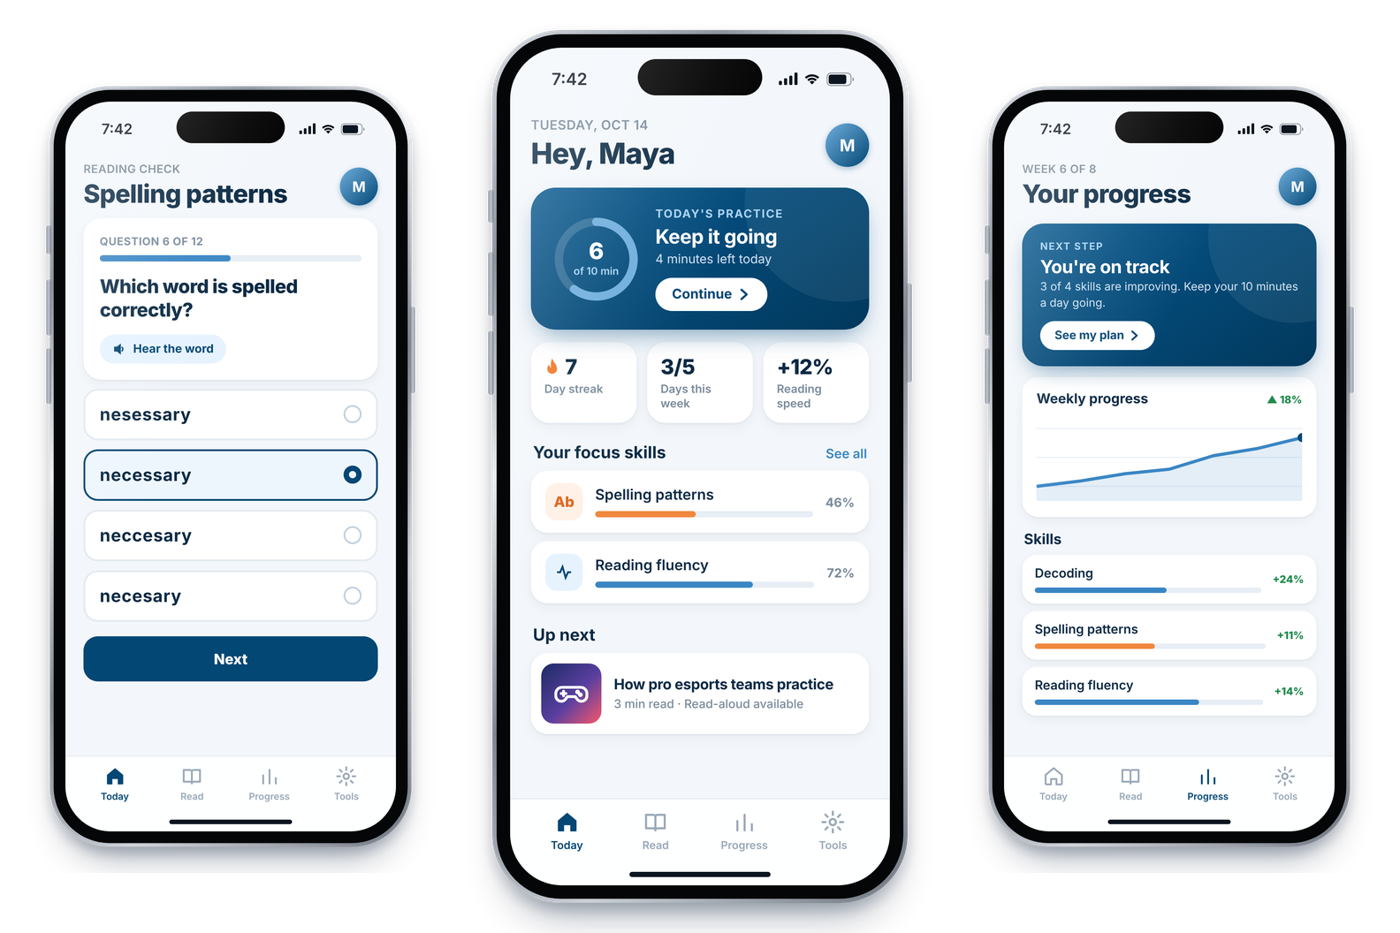 7:42
READING CHECK
Spelling patterns
M
QUESTION 6 OF 12
Which word is spelled
correctly?
Hear the word
nesessary
necessary
neccesary
necesary
Next
Today
Read
Progress
Tools
7:42
TUESDAY, OCT 14
Hey, Maya
M
6
of 10 min
TODAY'S PRACTICE
Keep it going
4 minutes left today
Continue
7
Day streak
3/5
Days this
week
+12%
Reading
speed
Your focus skills
See all
Ab
Spelling patterns
46%
Reading fluency
72%
Up next
How pro esports teams practice
3 min read · Read-aloud available
Today
Read
Progress
Tools
7:42
WEEK 6 OF 8
Your progress
M
NEXT STEP
You're on track
3 of 4 skills are improving. Keep your 10 minutes
a day going.
See my plan
Weekly progress
▲ 18%
Skills
Decoding
+24%
Spelling patterns
+11%
Reading fluency
+14%
Today
Read
Progress
Tools